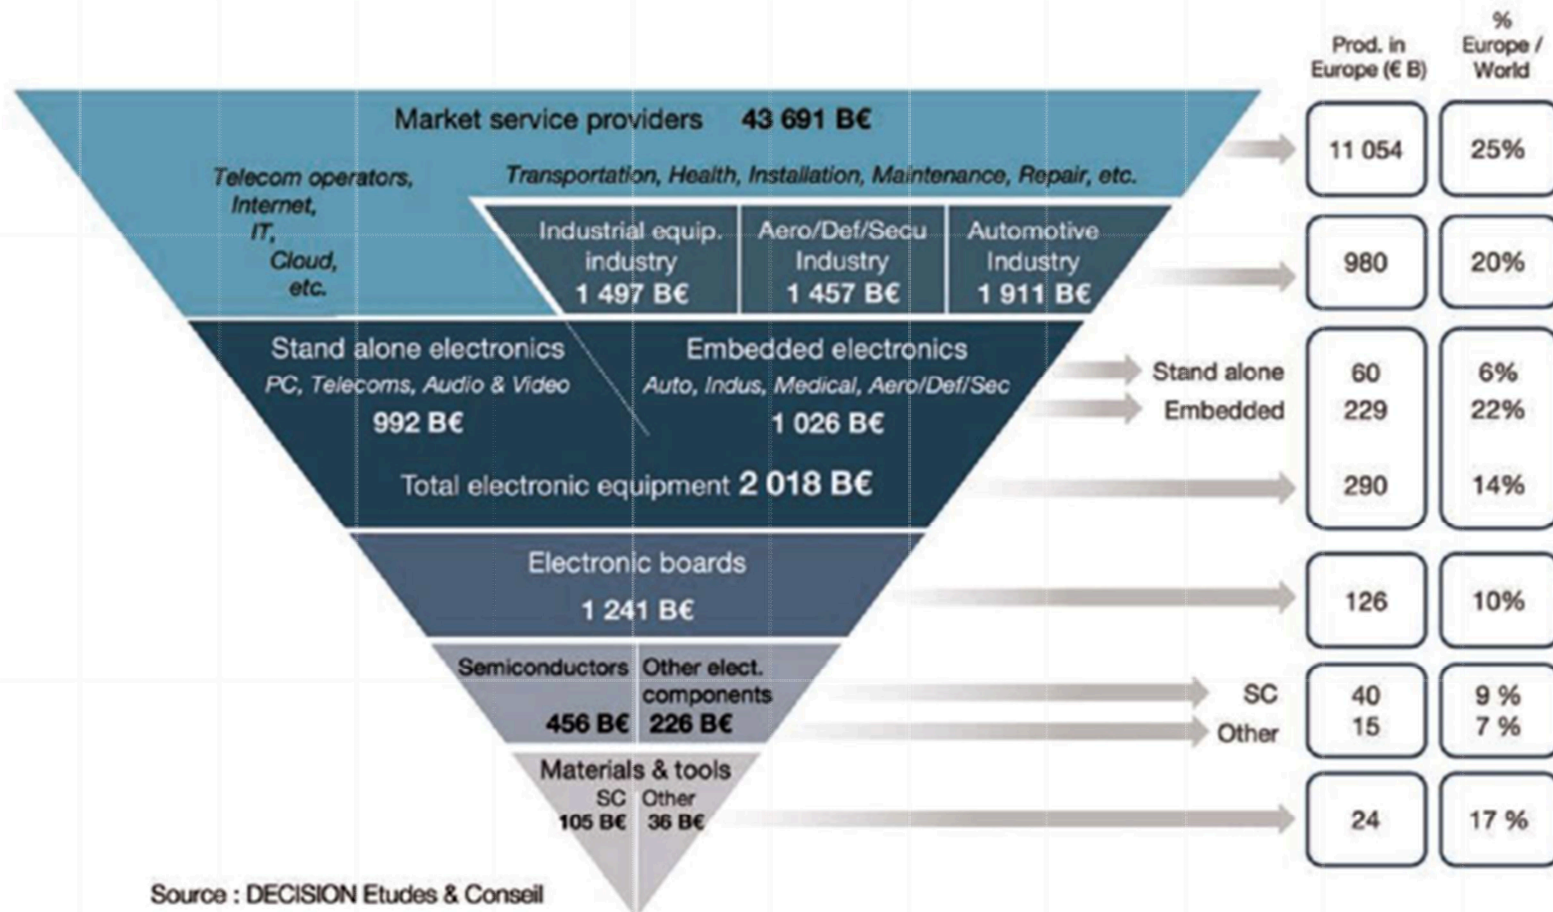 %
Prod. in Europe /
Europe (€ B) World
Market service providers 43 691 B€
11 054 25%
Telecom operators,
Internet,
IT,
Cloud,
etc.
Transportation, Health, Installation, Maintenance, Repair, etc.
Industrial equip.
industry
1 497 B€
Aero/Def/Secu
Industry
1 457 B€
Automotive
Industry
1 911 B€
980 20%
Stand alone electronics
PC, Telecoms, Audio & Video
992 B€
Embedded electronics
Auto, Indus, Medical, Aero/Def/Sec
1 026 B€
Stand alone 60 6%
Embedded 229 22%
Total electronic equipment 2 018 B€
290 14%
Electronic boards
1 241 B€
126 10%
Semiconductors
456 B€
Other elect.
components
226 B€
SC 40 9 %
Other 15 7 %
Materials & tools
SC Other
105 B€ 36 B€
24 17 %
Source : DECISION Etudes & Conseil